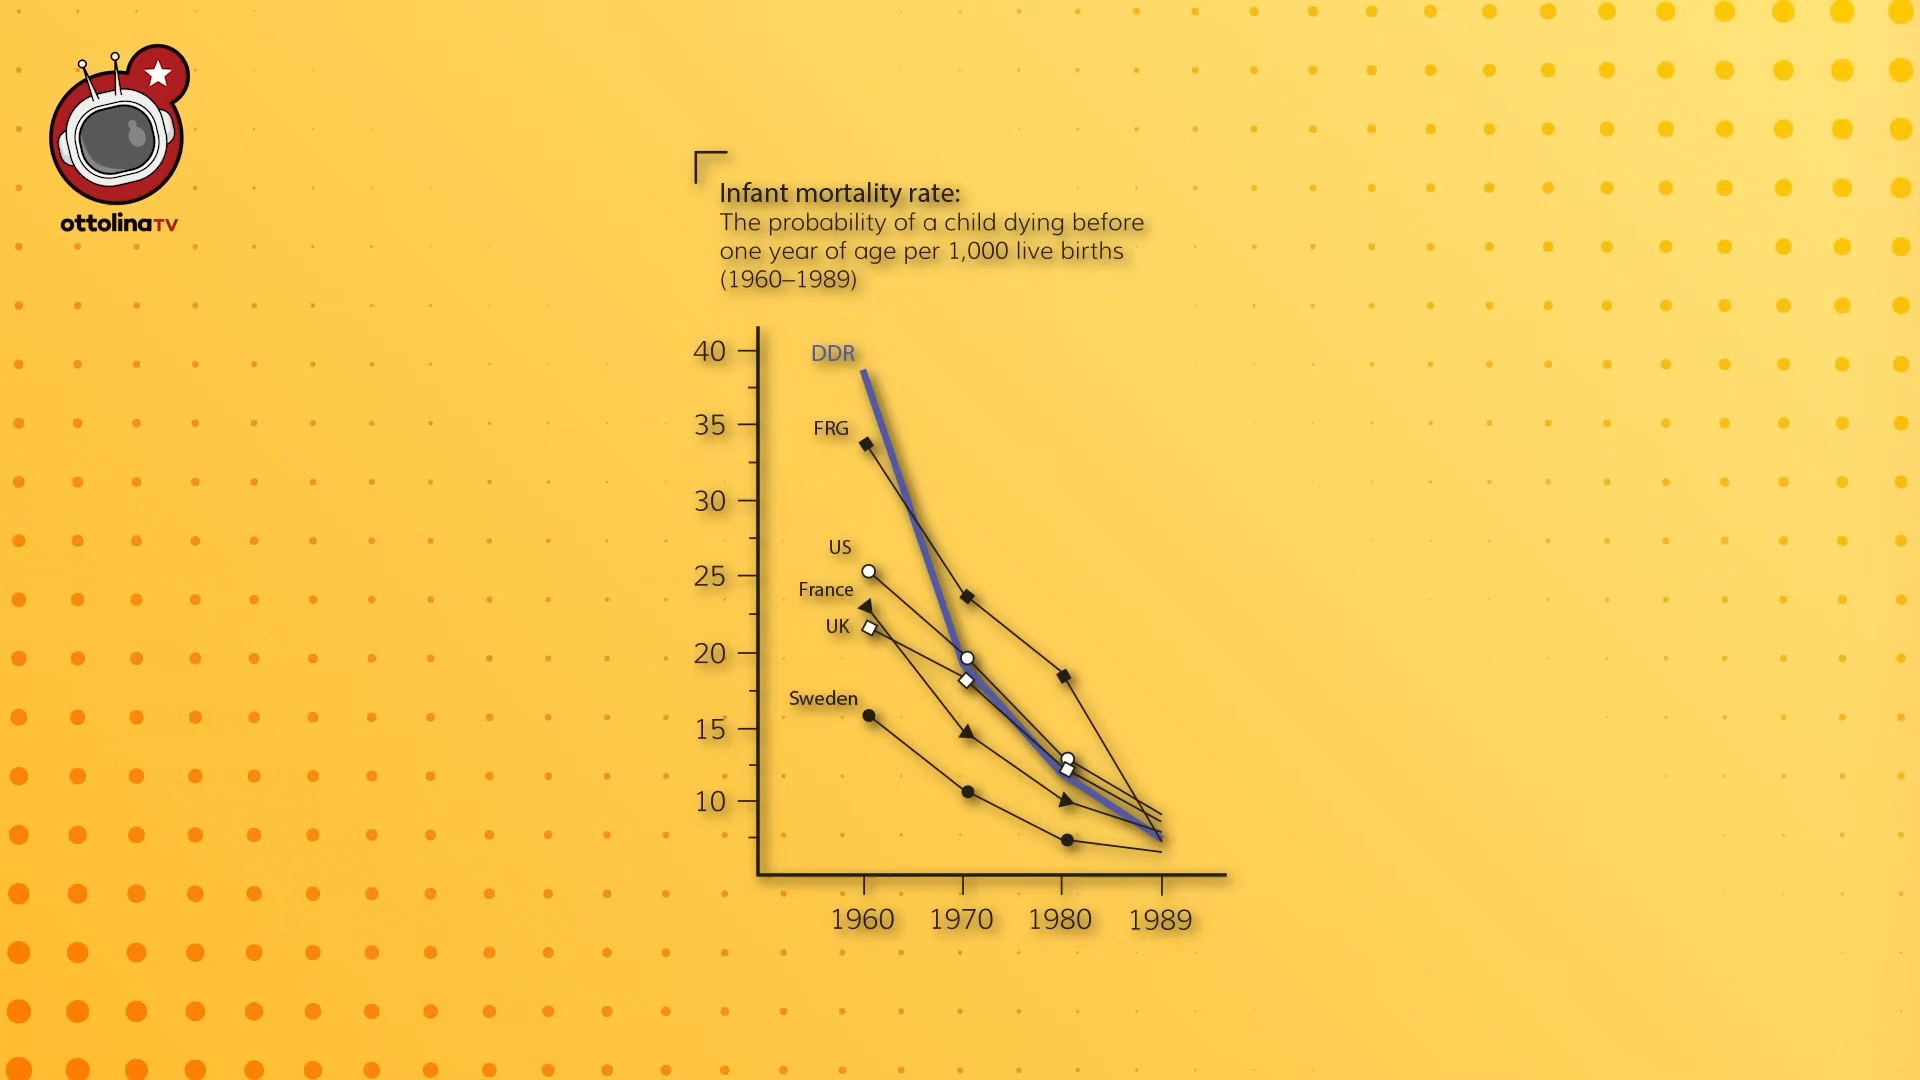 ottolinaTV
Infant mortality rate:
The probability of a child dying before
one year of age per 1,000 live births
(1960–1989)
40
DDR
35
FRG
30
US
25
France
UK
20
Sweden
15
10
1960 1970 1980 1989